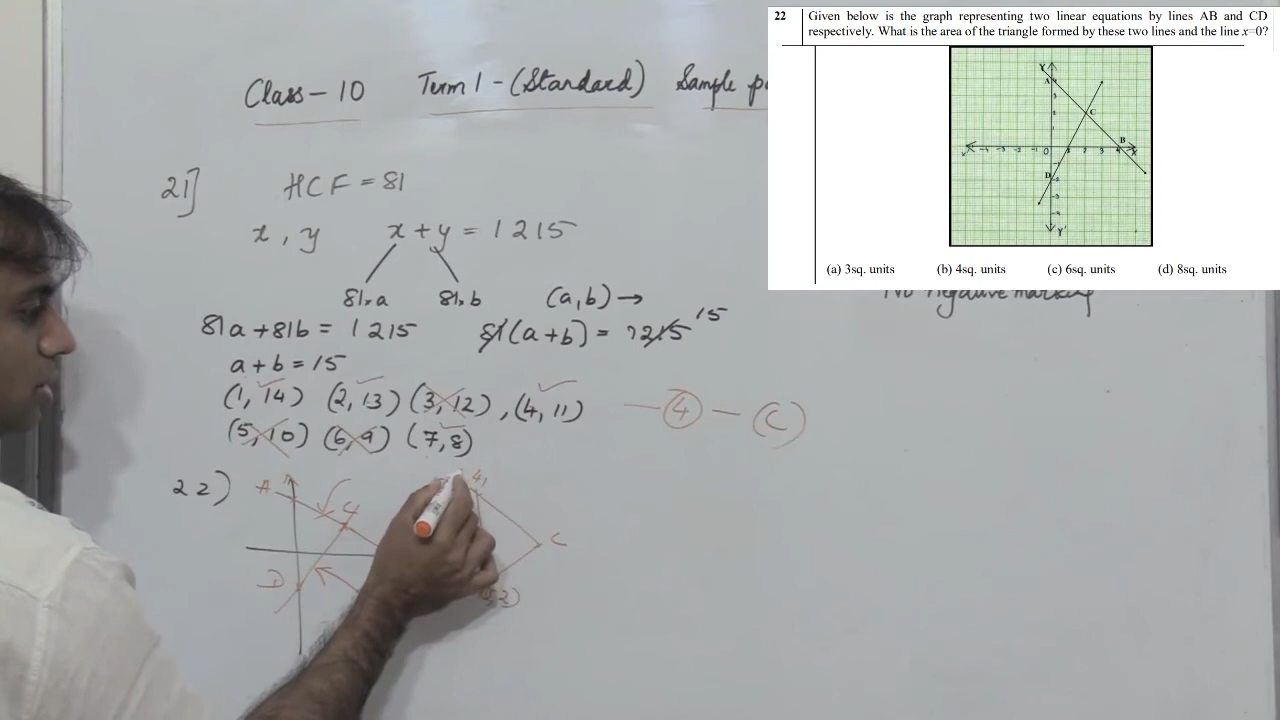 Class - 10 Term 1 - (Standard) Sample
21] HCF = 81
x, y x + y = 1215
81×a 81×b (a,b) →
81a + 81b = 1215 81(a+b) = 1215 15
a + b = 15
(1,14) (2,13) (3,12), (4,11) — 4 — (C)
(5,10) (6,9) (7,8)
22)
A C 4
D C
22 Given below is the graph representing two linear equations by lines AB and CD
respectively. What is the area of the triangle formed by these two lines and the line x=0?
A
C
B
O
D
Y'
(a) 3sq. units (b) 4sq. units (c) 6sq. units (d) 8sq. units
No negative marking